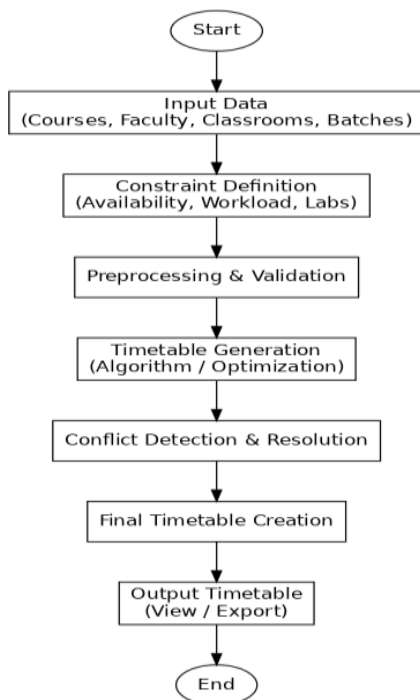 Start
Input Data
(Courses, Faculty, Classrooms, Batches)
Constraint Definition
(Availability, Workload, Labs)
Preprocessing & Validation
Timetable Generation
(Algorithm / Optimization)
Conflict Detection & Resolution
Final Timetable Creation
Output Timetable
(View / Export)
End